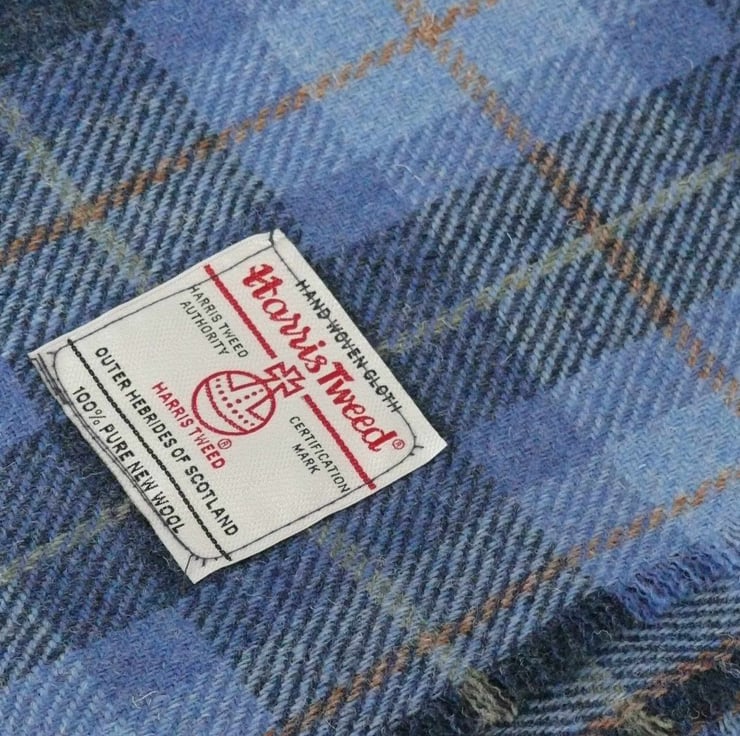 HAND WOVEN CLOTH
Harris Tweed®
HARRIS TWEED
AUTHORITY
CERTIFICATION
MARK
HARRIS TWEED®
OUTER HEBRIDES OF SCOTLAND
100% PURE NEW WOOL